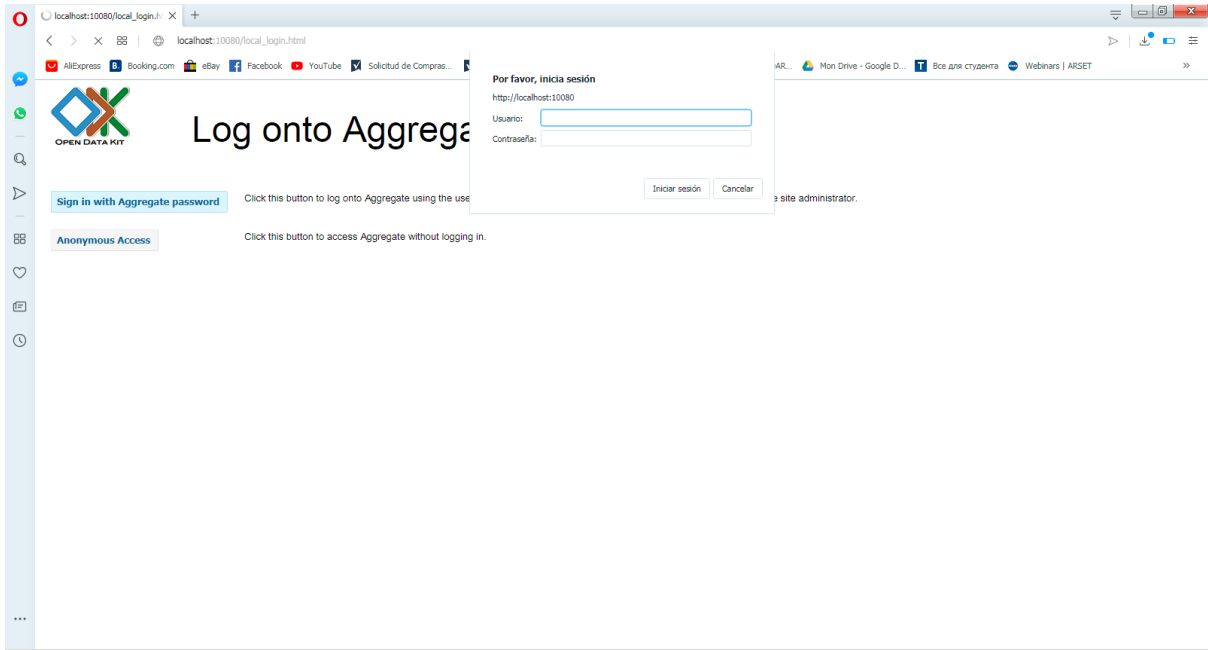 localhost:10080/local_login.h
localhost:10080/local_login.html
AliExpress Booking.com eBay Facebook YouTube Solicitud de Compras... AR... Mon Drive - Google D... Все для студента Webinars | ARSET
Por favor, inicia sesión
http://localhost:10080
Usuario:
Contraseña:
Iniciar sesión Cancelar
OPEN DATA KIT
Log onto Aggrega
Sign in with Aggregate password
Click this button to log onto Aggregate using the use
e site administrator.
Anonymous Access
Click this button to access Aggregate without logging in.